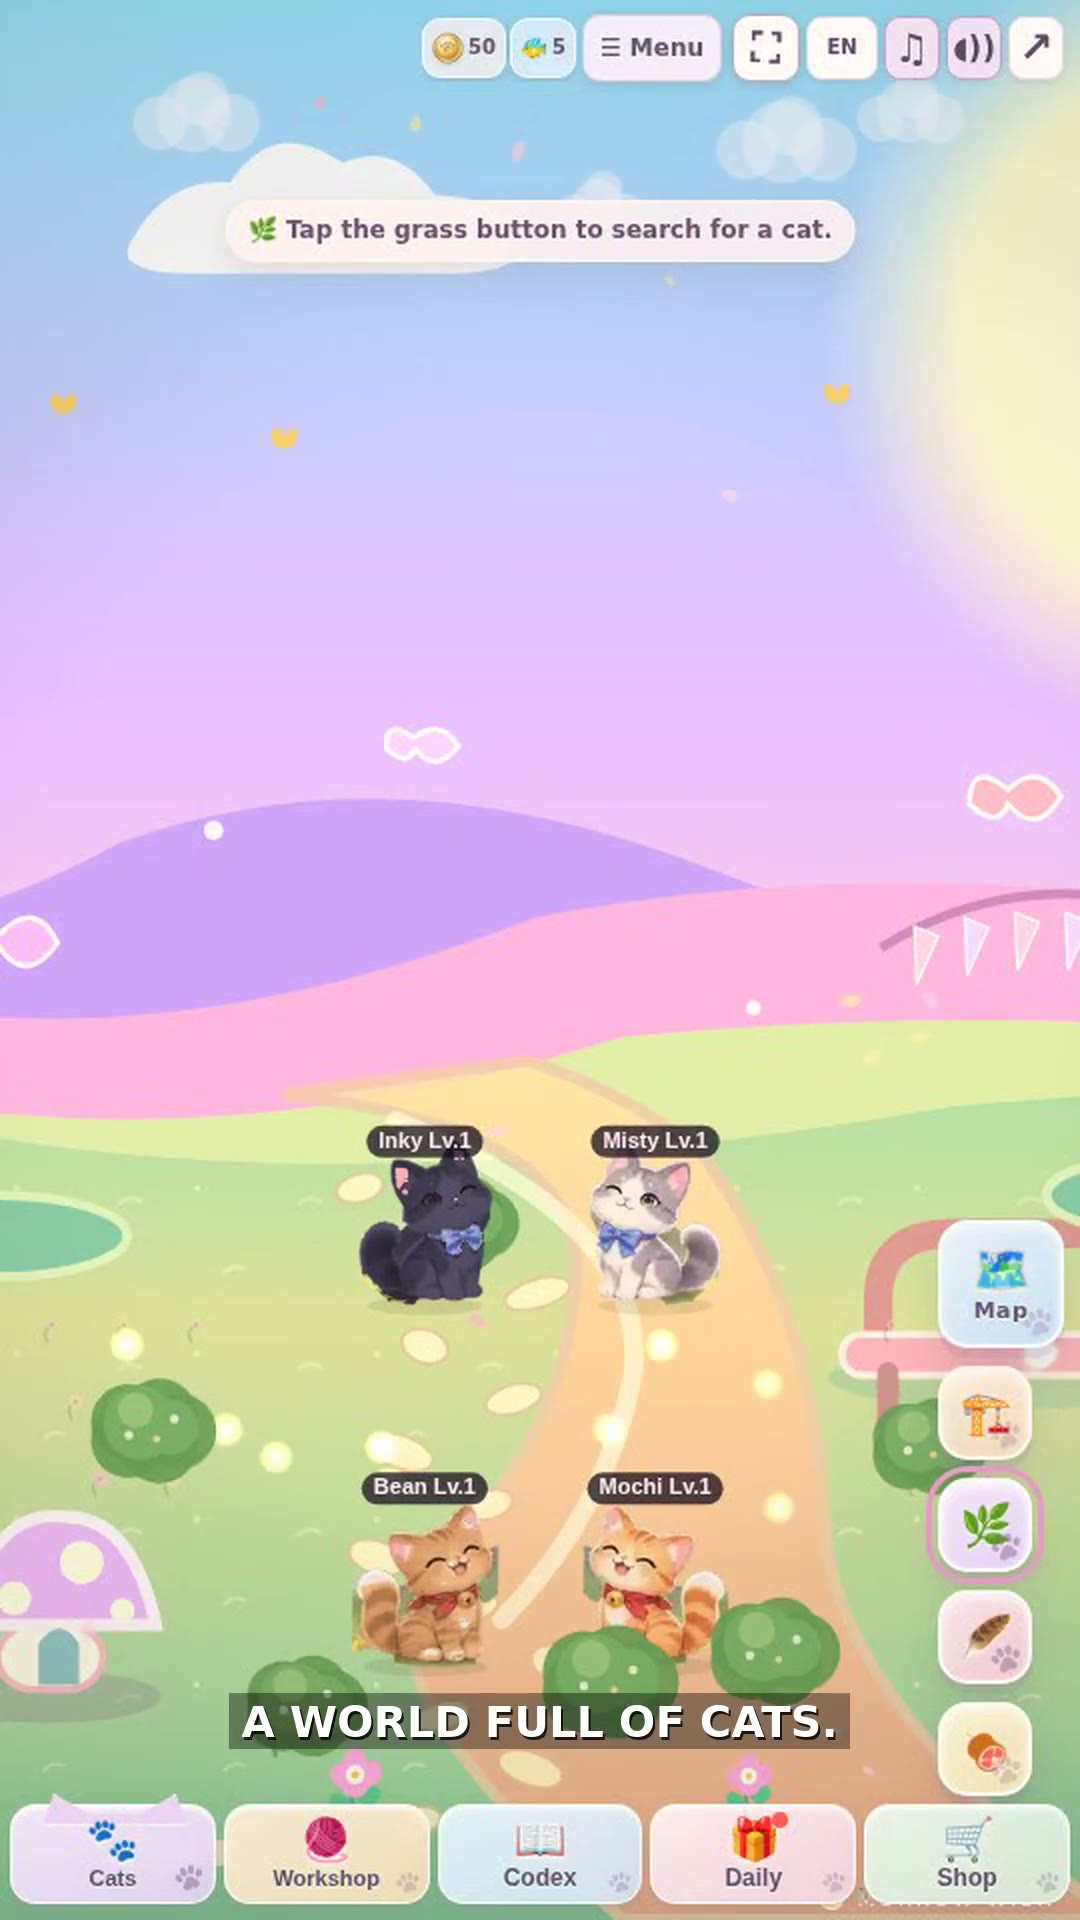 50
5
☰ Menu
EN
Tap the grass button to search for a cat.
Inky Lv.1
Misty Lv.1
Map
Bean Lv.1
Mochi Lv.1
A WORLD FULL OF CATS.
Cats
Workshop
Codex
Daily
Shop